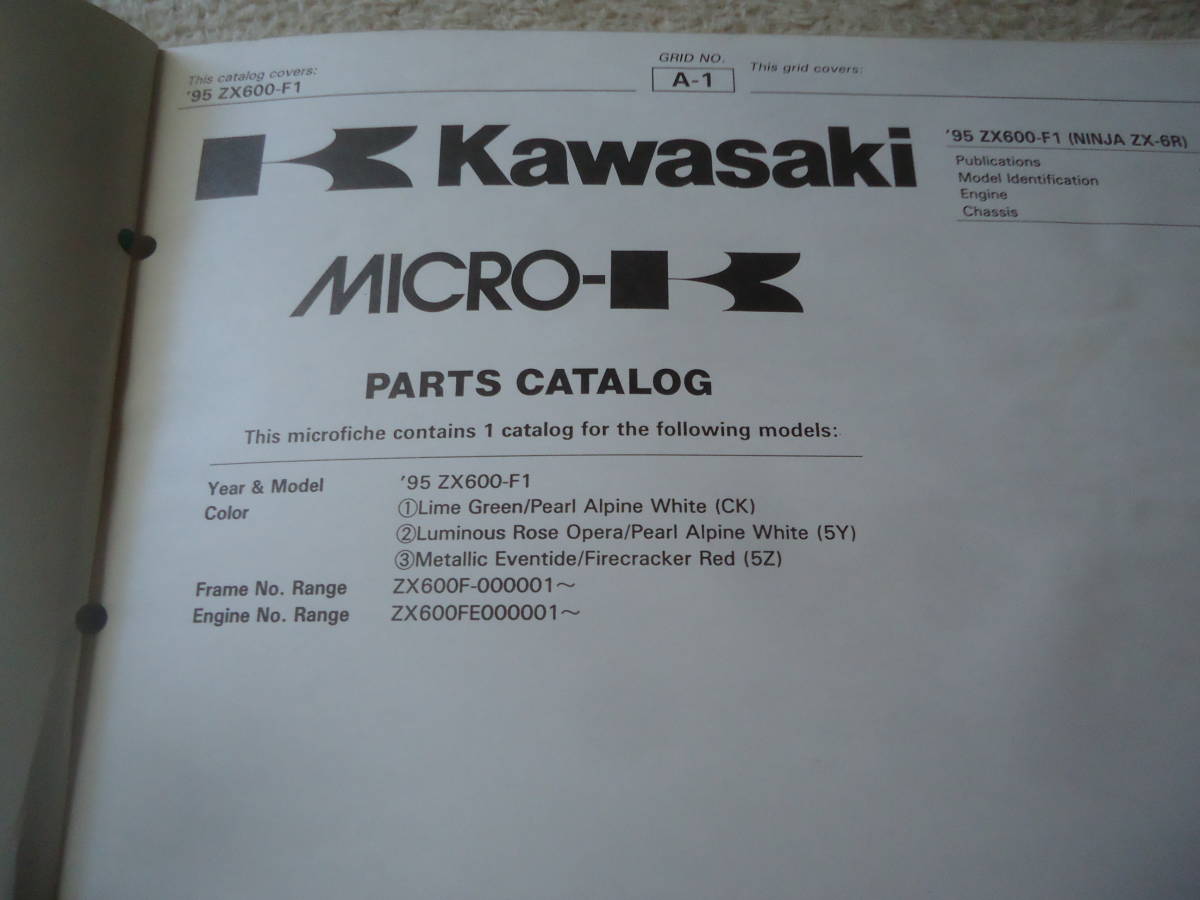 This catalog covers:
'95 ZX600-F1
GRID NO.
A-1
This grid covers:
'95 ZX600-F1 (NINJA ZX-6R)
Publications
Model Identification
Engine
Chassis
Kawasaki
MICRO-K
PARTS CATALOG
This microfiche contains 1 catalog for the following models:
Year & Model '95 ZX600-F1
Color ①Lime Green/Pearl Alpine White (CK)
②Luminous Rose Opera/Pearl Alpine White (5Y)
③Metallic Eventide/Firecracker Red (5Z)
Frame No. Range ZX600F-000001~
Engine No. Range ZX600FE000001~